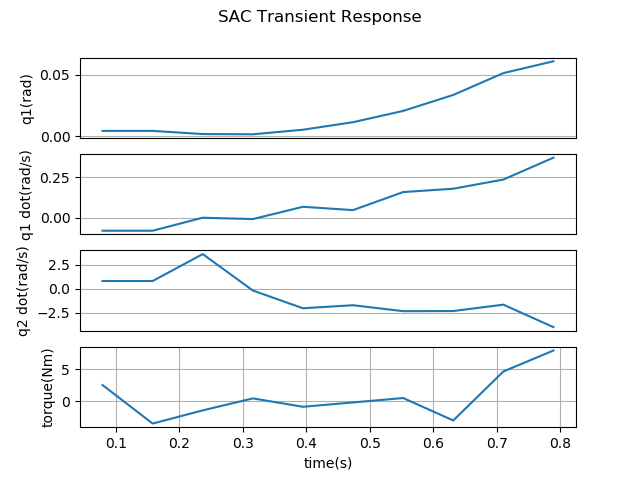 SAC Transient Response
q1(rad)
0.05
0.00
q1 dot(rad/s)
0.25
0.00
q2 dot(rad/s)
2.5
0.0
−2.5
torque(Nm)
5
0
0.1 0.2 0.3 0.4 0.5 0.6 0.7 0.8
time(s)